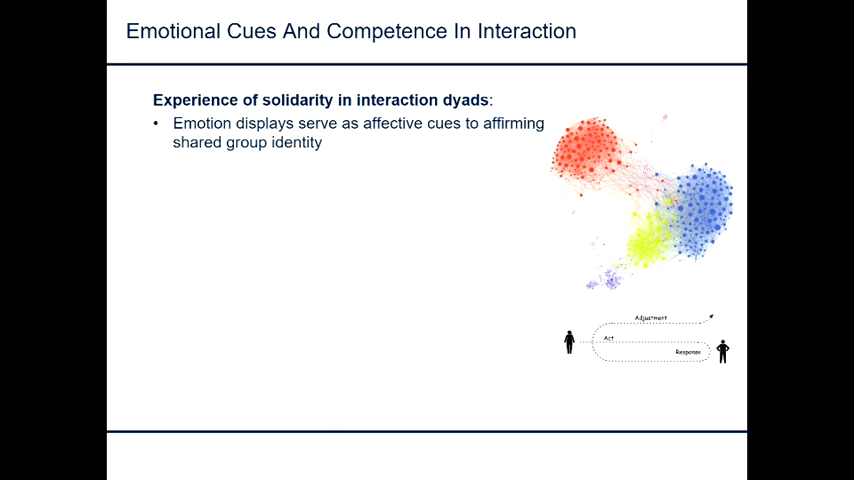 Emotional Cues And Competence In Interaction
Experience of solidarity in interaction dyads:
• Emotion displays serve as affective cues to affirming
shared group identity
Adjustment
Act
Response